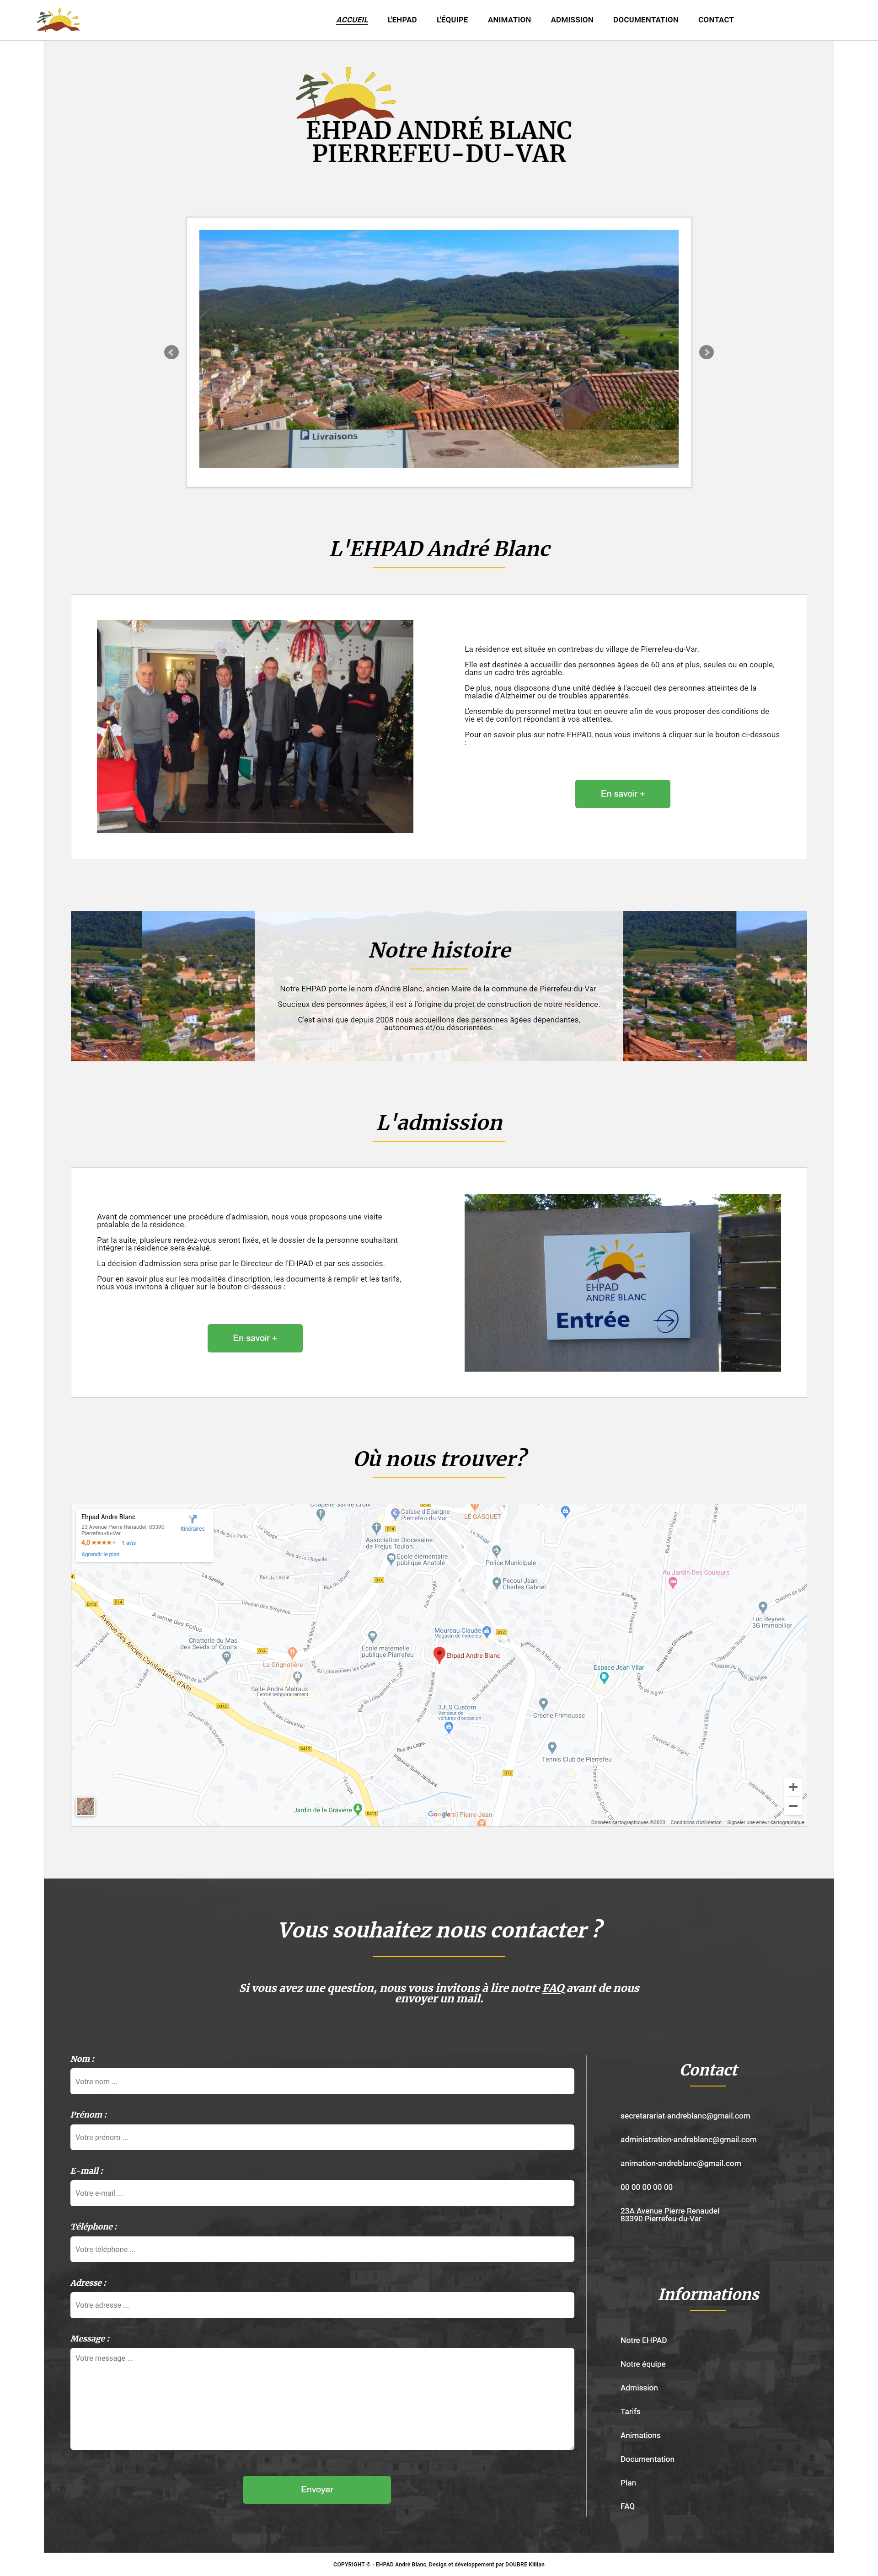 ACCUEIL L'EHPAD L'ÉQUIPE ANIMATION ADMISSION DOCUMENTATION CONTACT
EHPAD ANDRÉ BLANC
PIERREFEU-DU-VAR
Livraisons
L'EHPAD André Blanc
La résidence est située en contrebas du village de Pierrefeu-du-Var.
Elle est destinée à accueillir des personnes âgées de 60 ans et plus, seules ou en couple,
dans un cadre très agréable.
De plus, nous disposons d'une unité dédiée à l'accueil des personnes atteintes de la
maladie d'Alzheimer ou de troubles apparentés.
L'ensemble du personnel mettra tout en oeuvre afin de vous proposer des conditions de
vie et de confort répondant à vos attentes.
Pour en savoir plus sur notre EHPAD, nous vous invitons à cliquer sur le bouton ci-dessous
:
En savoir +
Notre histoire
Notre EHPAD porte le nom d'André Blanc, ancien Maire de la commune de Pierrefeu-du-Var.
Soucieux des personnes âgées, il est à l'origine du projet de construction de notre résidence.
C'est ainsi que depuis 2008 nous accueillons des personnes âgées dépendantes,
autonomes et/ou désorientées.
L'admission
Avant de commencer une procédure d'admission, nous vous proposons une visite
préalable de la résidence.
Par la suite, plusieurs rendez-vous seront fixés, et le dossier de la personne souhaitant
intégrer la résidence sera évalué.
La décision d'admission sera prise par le Directeur de l'EHPAD et par ses associés.
Pour en savoir plus sur les modalités d'inscription, les documents à remplir et les tarifs,
nous vous invitons à cliquer sur le bouton ci-dessous :
En savoir +
EHPAD
ANDRE BLANC
Entrée
Où nous trouver?
Ehpad Andre Blanc
23 Avenue Pierre Renaudel, 83390
Pierrefeu-du-Var
Itinéraires
4,0 1 avis
Agrandir le plan
Chapelle Sainte Croix
Caisse d'Epargne
Pierrefeu-du-Var
LE GASQUET
Association Diocesaine
de Frejus Toulon...
École élémentaire
publique Anatole
Police Municipale
Pecoul Jean
Charles Gabriel
Au Jardin Des Couleurs
Luc Reynes
3G immobilier
Avenue des Poilus
Chemin des Bergeries
Rue de la Chapelle
Avenue des Anciens Combattants d'Afn
Chatterie du Mas
des Seeds of Coons
La Grignotière
École maternelle
publique Pierrefeu
Moureau Claude
Magasin de meubles
Ehpad Andre Blanc
Salle André Malraux
Fermé temporairement
Espace Jean Vilar
3JLS Custom
Vendeur de
voitures d'occasion
Crèche Frimousse
Tennis Club de Pierrefeu
Jardin de la Gravière
Google
Données cartographiques ©2020 Conditions d'utilisation Signaler une erreur cartographique
Vous souhaitez nous contacter ?
Si vous avez une question, nous vous invitons à lire notre FAQ avant de nous
envoyer un mail.
Nom :
Votre nom ...
Prénom :
Votre prénom ...
E-mail :
Votre e-mail ...
Téléphone :
Votre téléphone ...
Adresse :
Votre adresse ...
Message :
Votre message ...
Envoyer
Contact
secretarariat-andreblanc@gmail.com
administration-andreblanc@gmail.com
animation-andreblanc@gmail.com
00 00 00 00 00
23A Avenue Pierre Renaudel
83390 Pierrefeu-du-Var
Informations
Notre EHPAD
Notre équipe
Admission
Tarifs
Animations
Documentation
Plan
FAQ
COPYRIGHT © - EHPAD André Blanc, Design et développement par DOUBRE Killian